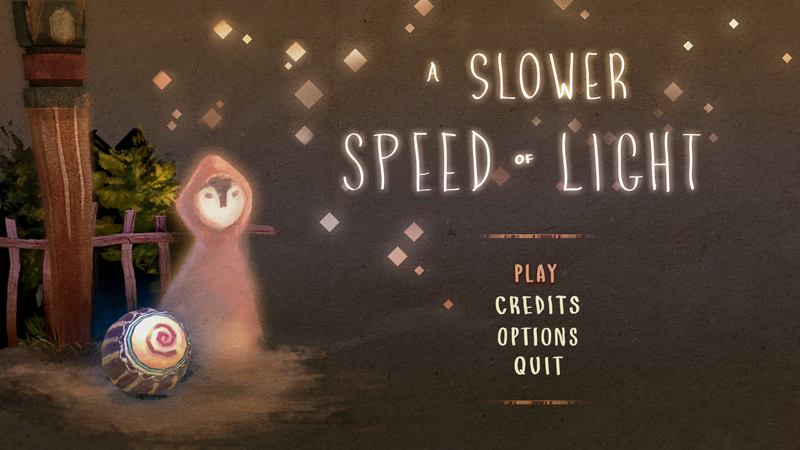 A SLOWER
SPEED OF LIGHT
PLAY
CREDITS
OPTIONS
QUIT